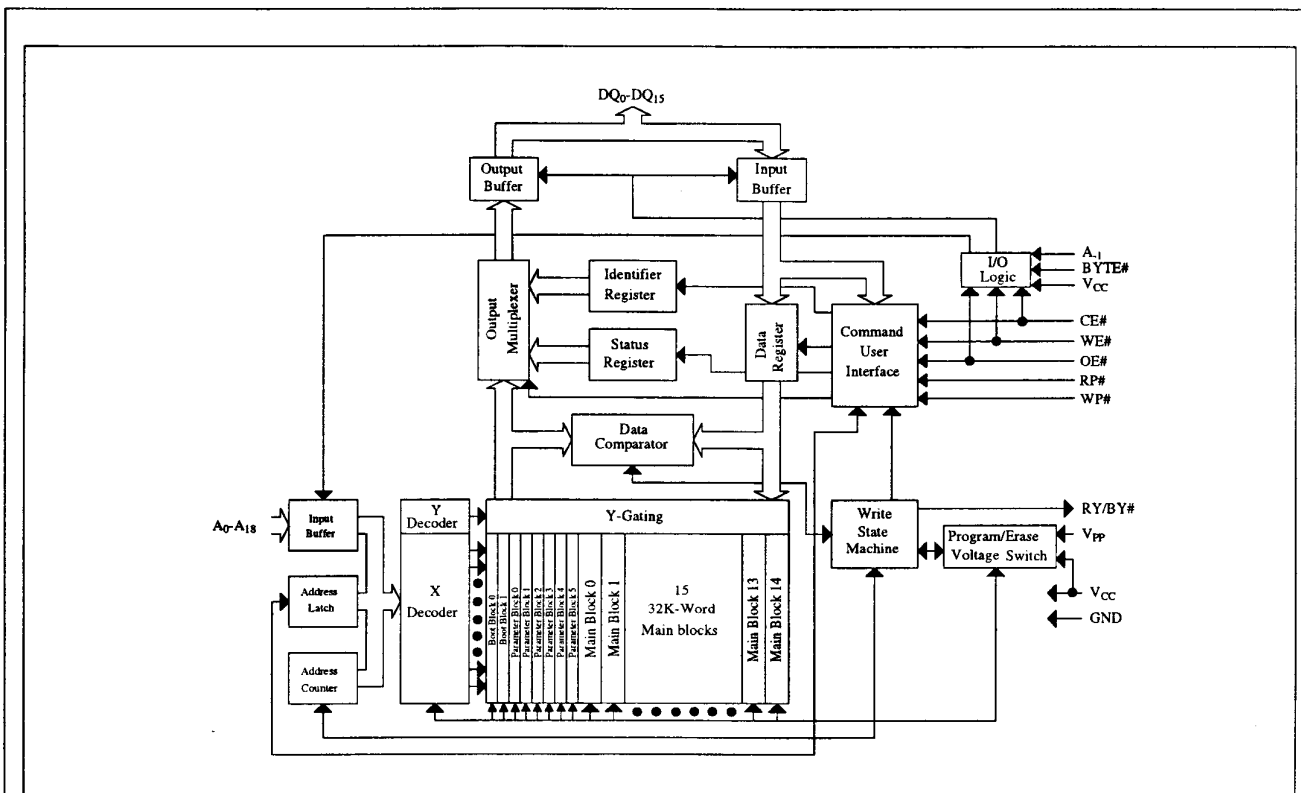 DQ0-DQ15
Output
Buffer
Input
Buffer
A-1
BYTE#
VCC
I/O
Logic
Output
Multiplexer
Identifier
Register
Status
Register
Data
Register
Command
User
Interface
CE#
WE#
OE#
RP#
WP#
Data
Comparator
A0-A18
Input
Buffer
Y
Decoder
Y-Gating
Write
State
Machine
RY/BY#
Program/Erase
Voltage Switch
VPP
VCC
GND
Address
Latch
Address
Counter
X
Decoder
Boot Block 0
Boot Block 1
Parameter Block 0
Parameter Block 1
Parameter Block 2
Parameter Block 3
Parameter Block 4
Parameter Block 5
Main Block 0
Main Block 1
15
32K-Word
Main blocks
Main Block 13
Main Block 14